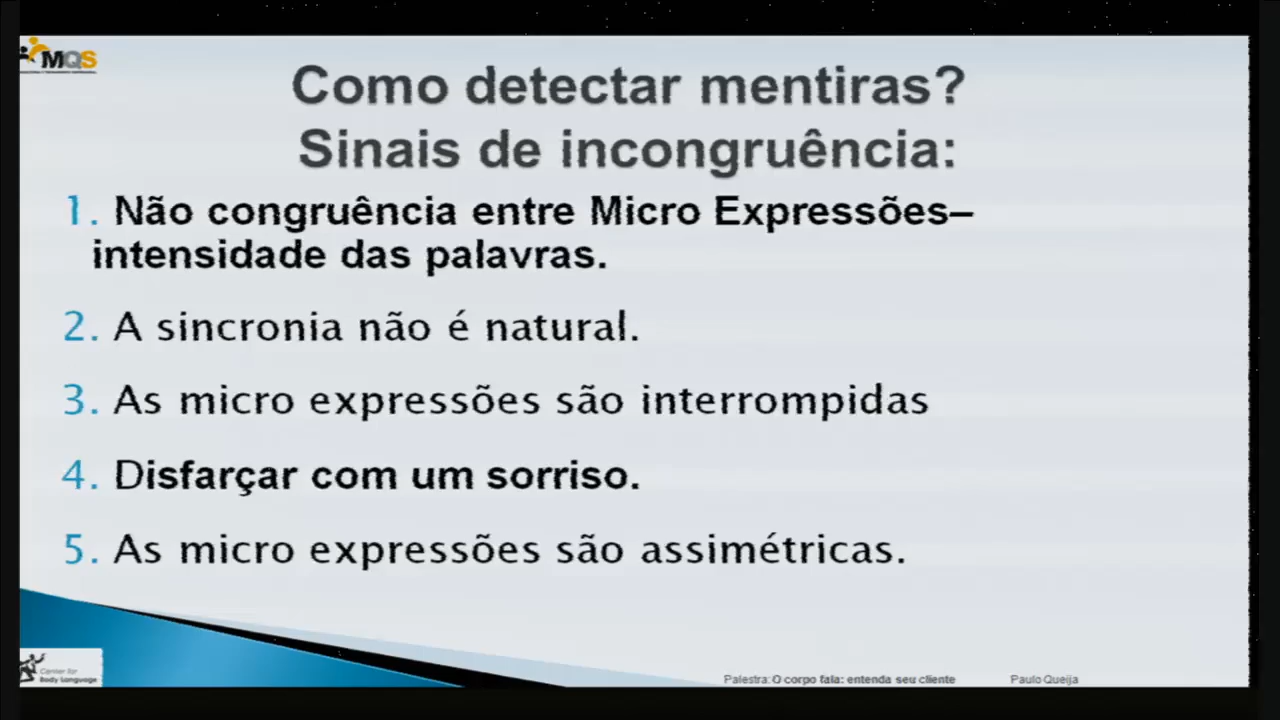 MQS
Como detectar mentiras?
Sinais de incongruência:
1. Não congruência entre Micro Expressões–
intensidade das palavras.
2. A sincronia não é natural.
3. As micro expressões são interrompidas
4. Disfarçar com um sorriso.
5. As micro expressões são assimétricas.
Center for
Body Language
Palestra: O corpo fala: entenda seu cliente Paulo Queija